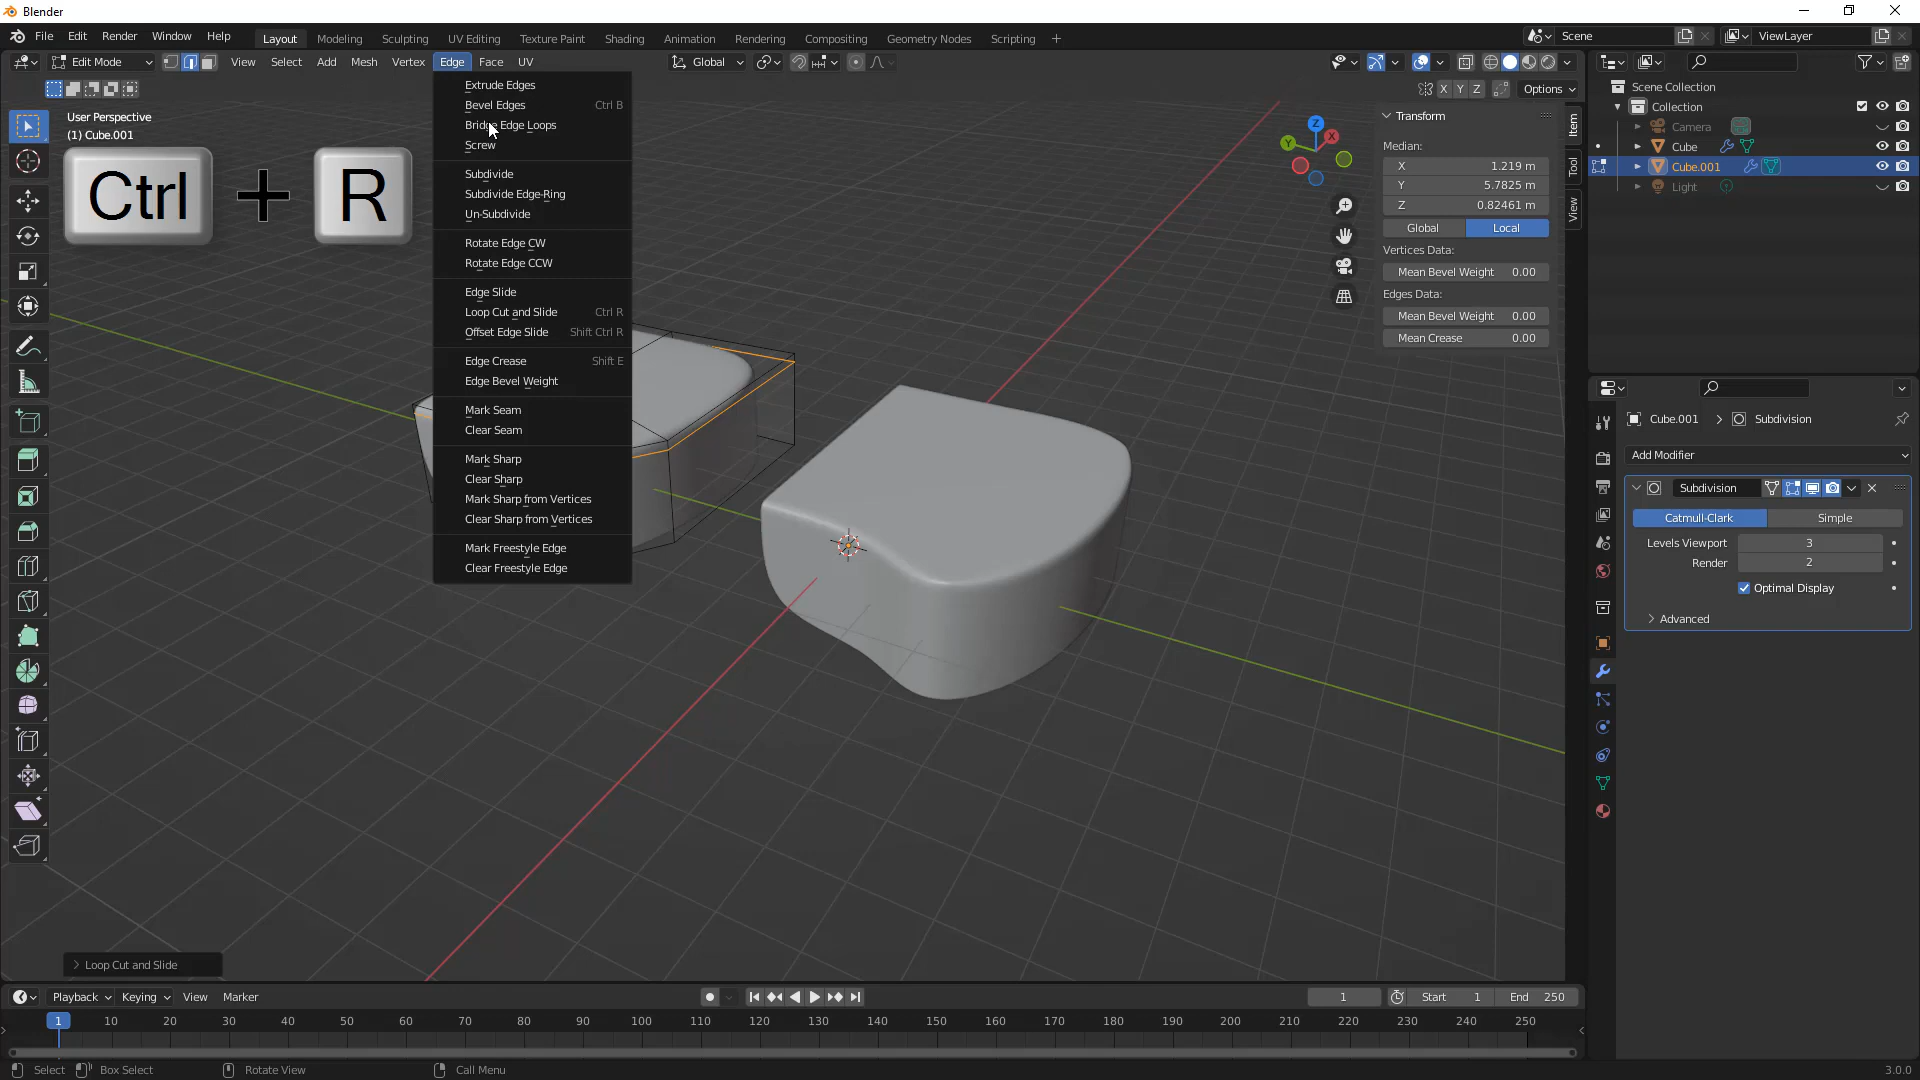 Blender
File Edit Render Window Help
Layout Modeling Sculpting UV Editing Texture Paint Shading Animation Rendering Compositing Geometry Nodes Scripting +
Scene
ViewLayer
Edit Mode View Select Add Mesh Vertex Edge Face UV
Global
X Y Z Options
User Perspective
(1) Cube.001
Ctrl + R
Extrude Edges
Bevel Edges Ctrl B
Bridge Edge Loops
Screw
Subdivide
Subdivide Edge-Ring
Un-Subdivide
Rotate Edge CW
Rotate Edge CCW
Edge Slide
Loop Cut and Slide Ctrl R
Offset Edge Slide Shift Ctrl R
Edge Crease Shift E
Edge Bevel Weight
Mark Seam
Clear Seam
Mark Sharp
Clear Sharp
Mark Sharp from Vertices
Clear Sharp from Vertices
Mark Freestyle Edge
Clear Freestyle Edge
Z
Y
X
Transform
Median:
X 1.219 m
Y 5.7825 m
Z 0.82461 m
Global Local
Vertices Data:
Mean Bevel Weight 0.00
Edges Data:
Mean Bevel Weight 0.00
Mean Crease 0.00
Item
Tool
View
Scene Collection
Collection
Camera
Cube
Cube.001
Light
Cube.001 > Subdivision
Add Modifier
Subdivision
Catmull-Clark Simple
Levels Viewport 3
Render 2
Optimal Display
Advanced
Loop Cut and Slide
Playback Keying View Marker
1 Start 1 End 250
1 10 20 30 40 50 60 70 80 90 100 110 120 130 140 150 160 170 180 190 200 210 220 230 240 250
Select Box Select Rotate View Call Menu 3.0.0